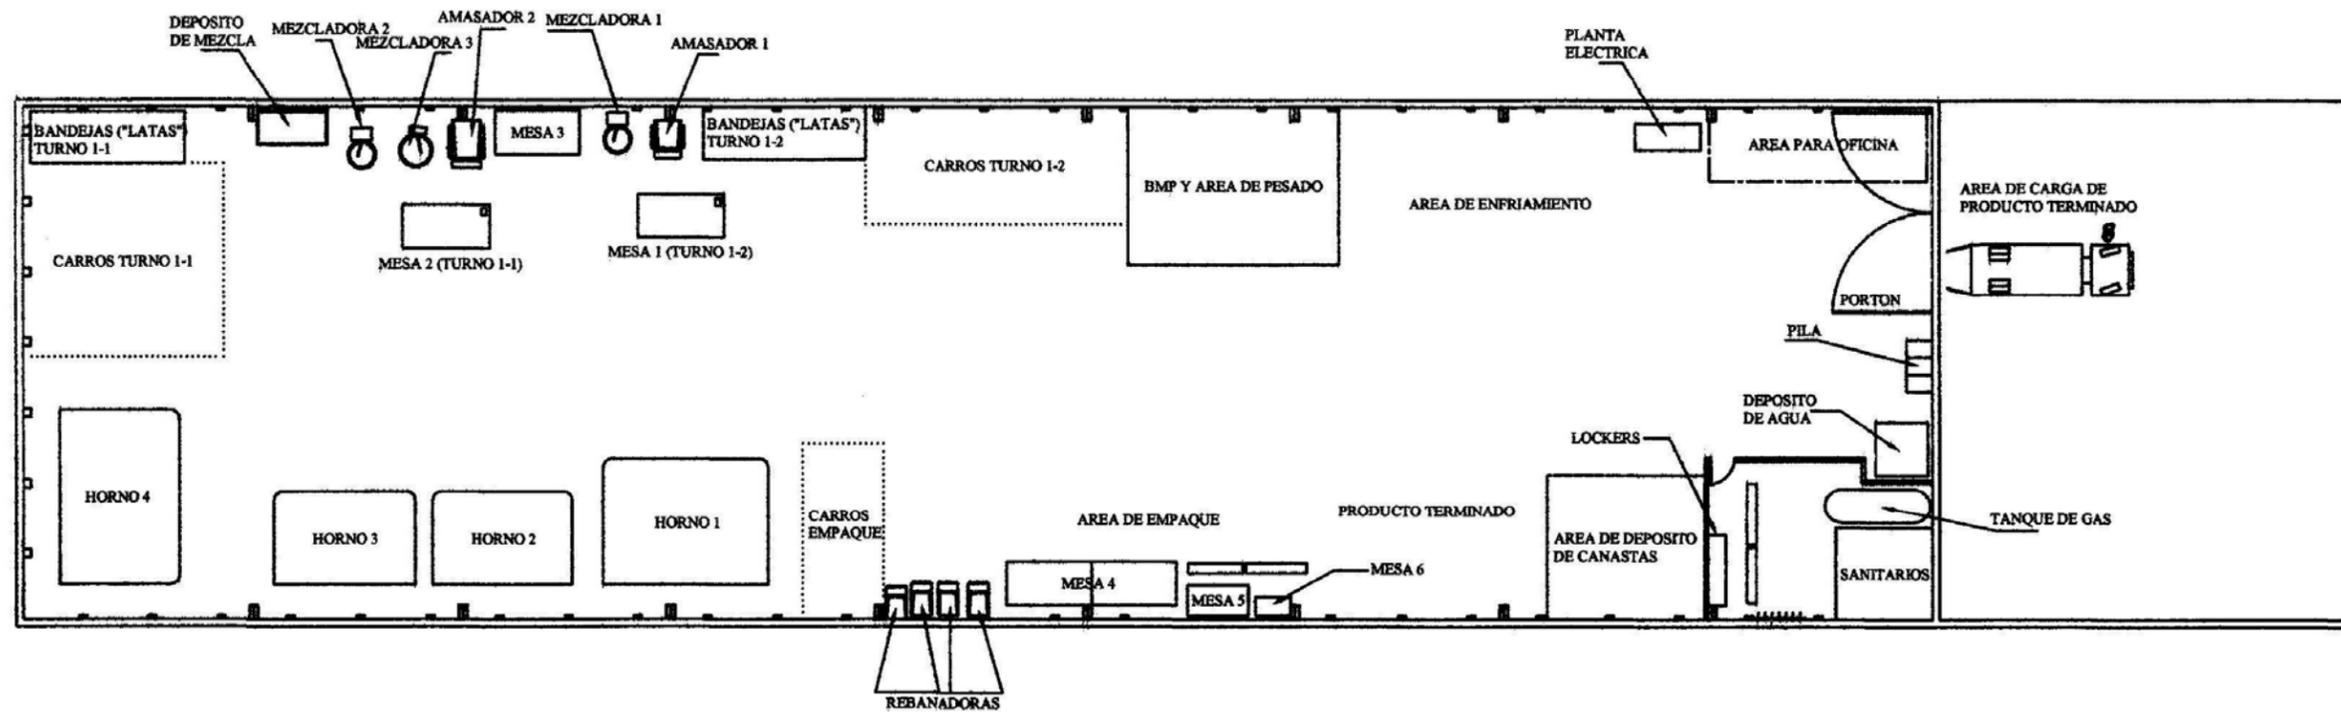 DEPOSITO
DE MEZCLA
MEZCLADORA 2
MEZCLADORA 3
AMASADOR 2
MEZCLADORA 1
AMASADOR 1
PLANTA
ELECTRICA
BANDEJAS ("LATAS")
TURNO 1-1
MESA 3
BANDEJAS ("LATAS")
TURNO 1-2
CARROS TURNO 1-2
BMP Y AREA DE PESADO
AREA DE ENFRIAMIENTO
AREA PARA OFICINA
AREA DE CARGA DE
PRODUCTO TERMINADO
CARROS TURNO 1-1
MESA 2 (TURNO 1-1)
MESA 1 (TURNO 1-2)
PORTON
PILA
DEPOSITO
DE AGUA
LOCKERS
HORNO 4
HORNO 3
HORNO 2
HORNO 1
CARROS
EMPAQUE
AREA DE EMPAQUE
PRODUCTO TERMINADO
AREA DE DEPOSITO
DE CANASTAS
TANQUE DE GAS
MESA 4
MESA 5
MESA 6
SANITARIOS
REBANADORAS